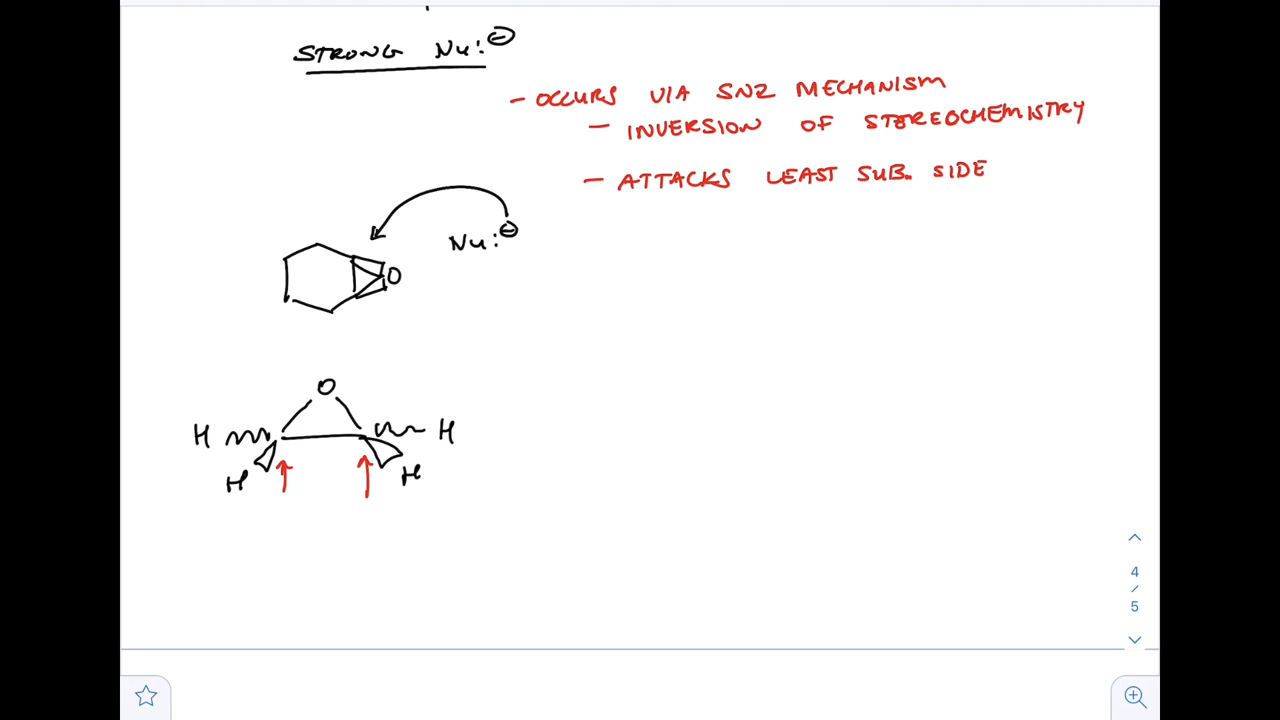 STRONG Nu:⊖
- OCCURS VIA SN2 MECHANISM
- INVERSION OF STEREOCHEMISTRY
- ATTACKS LEAST SUB. SIDE
Nu:⊖
O
O
H H
H H
4
/
5